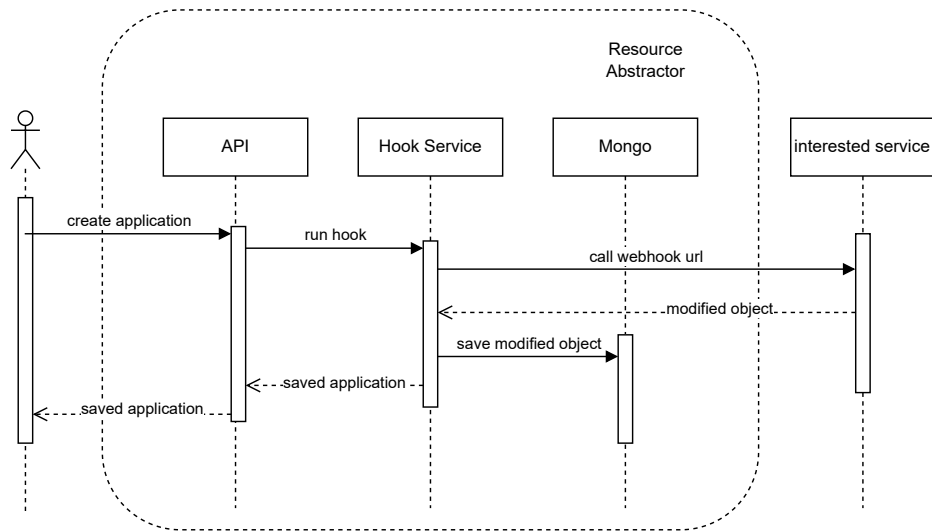 Resource
Abstractor
API
Hook Service
Mongo
interested service
create application
run hook
call webhook url
modified object
save modified object
saved application
saved application